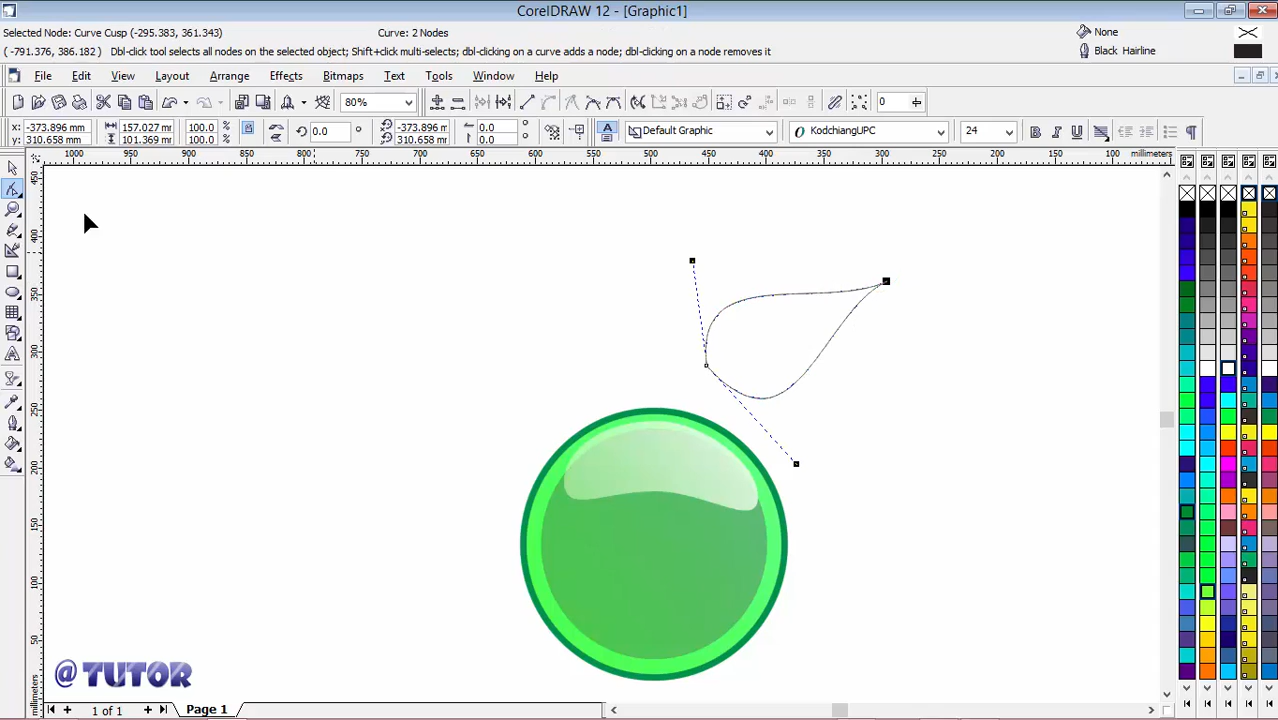 CorelDRAW 12 - [Graphic1]
Selected Node: Curve Cusp (-295.383, 361.343)
Curve: 2 Nodes
None
(-791.376, 386.182) Dbl-click tool selects all nodes on the selected object; Shift+click multi-selects; dbl-clicking on a curve adds a node; dbl-clicking on a node removes it
Black Hairline
File Edit View Layout Arrange Effects Bitmaps Text Tools Window Help
80% 0
x: -373.896 mm 157.027 mm 100.0 % 0.0 ° -373.896 mm 0.0 ° Default Graphic KodchiangUPC 24
y: 310.658 mm 101.369 mm 100.0 % 310.658 mm 0.0 °
1000 950 900 850 800 750 700 650 600 550 500 450 400 350 300 250 200 150 100 millimeters
450
400
350
300
250
200
150
100
50
millimeters
@ TUTOR
1 of 1 Page 1